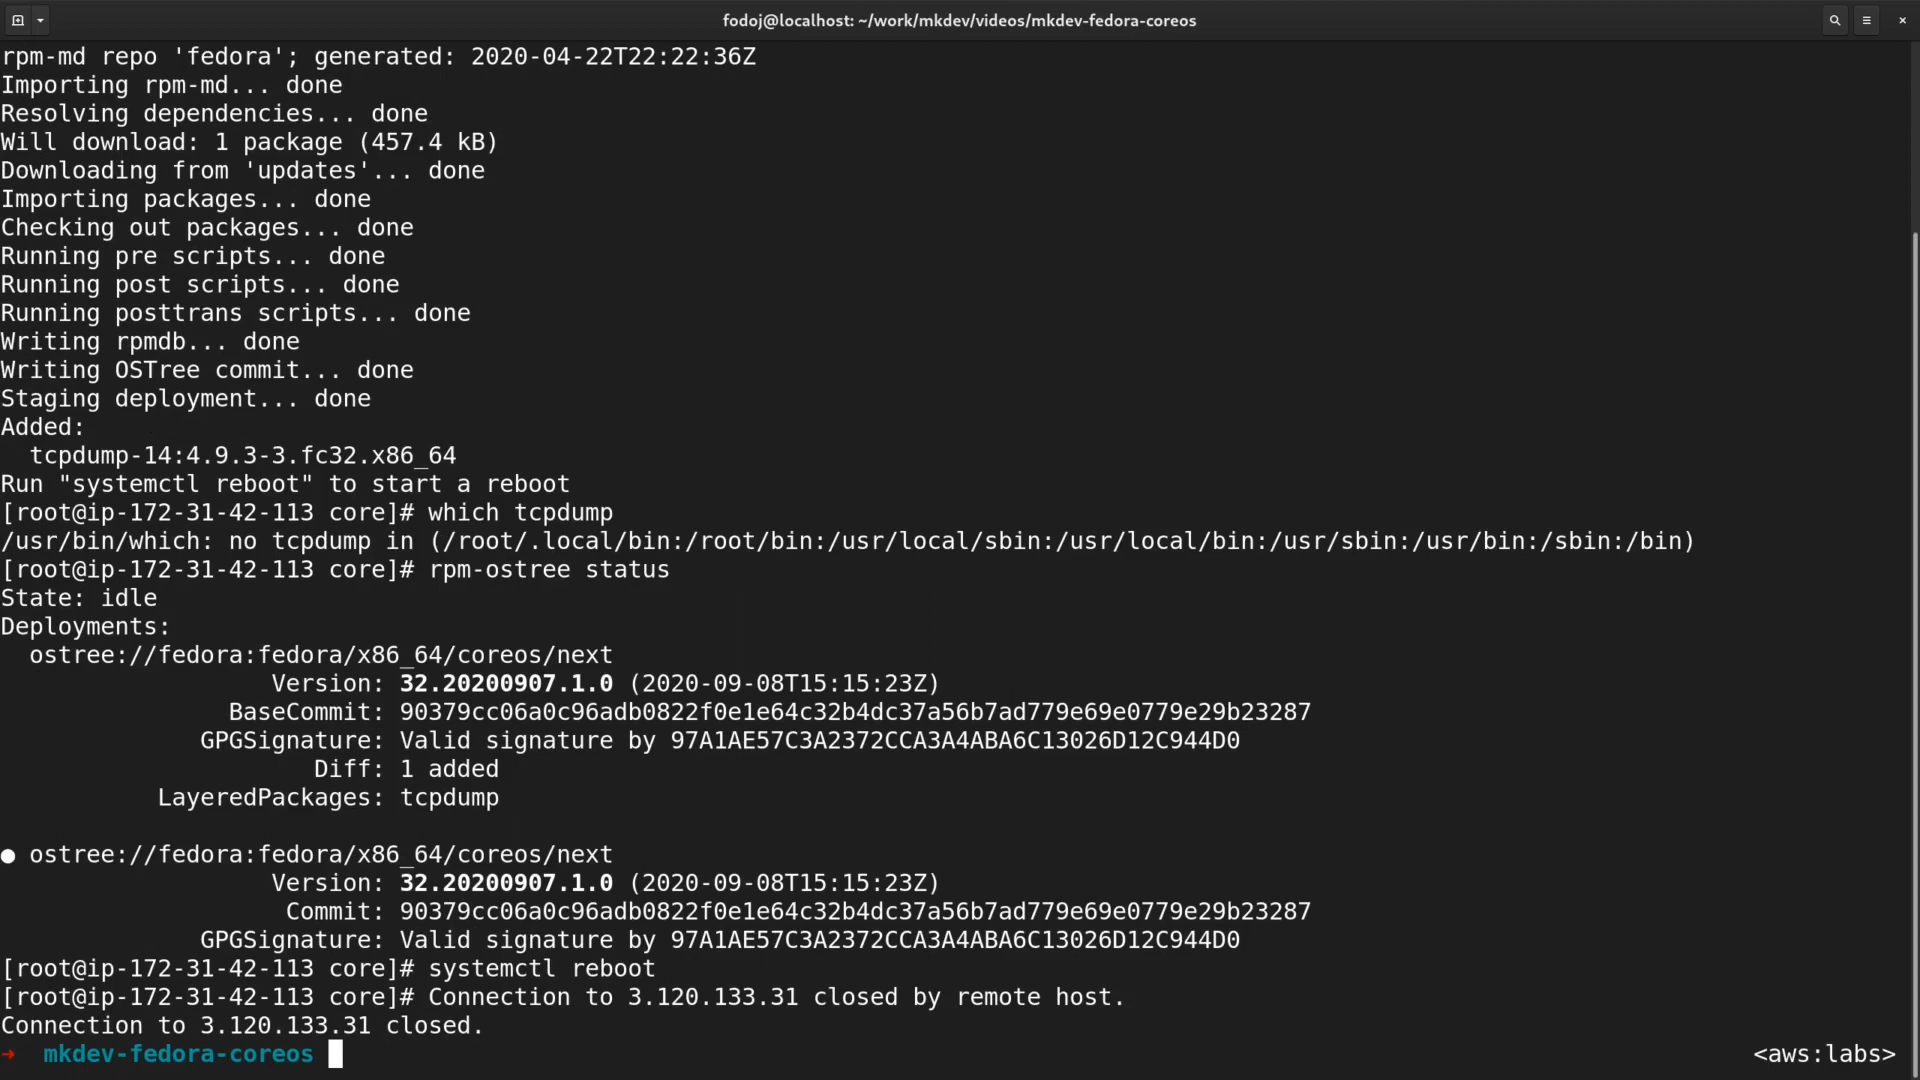 fodoj@localhost: ~/work/mkdev/videos/mkdev-fedora-coreos
rpm-md repo 'fedora'; generated: 2020-04-22T22:22:36Z
Importing rpm-md... done
Resolving dependencies... done
Will download: 1 package (457.4 kB)
Downloading from 'updates'... done
Importing packages... done
Checking out packages... done
Running pre scripts... done
Running post scripts... done
Running posttrans scripts... done
Writing rpmdb... done
Writing OSTree commit... done
Staging deployment... done
Added:
  tcpdump-14:4.9.3-3.fc32.x86_64
Run "systemctl reboot" to start a reboot
[root@ip-172-31-42-113 core]# which tcpdump
/usr/bin/which: no tcpdump in (/root/.local/bin:/root/bin:/usr/local/sbin:/usr/local/bin:/usr/sbin:/usr/bin:/sbin:/bin)
[root@ip-172-31-42-113 core]# rpm-ostree status
State: idle
Deployments:
  ostree://fedora:fedora/x86_64/coreos/next
                   Version: 32.20200907.1.0 (2020-09-08T15:15:23Z)
                BaseCommit: 90379cc06a0c96adb0822f0e1e64c32b4dc37a56b7ad779e69e0779e29b23287
              GPGSignature: Valid signature by 97A1AE57C3A2372CCA3A4ABA6C13026D12C944D0
                      Diff: 1 added
           LayeredPackages: tcpdump
● ostree://fedora:fedora/x86_64/coreos/next
                   Version: 32.20200907.1.0 (2020-09-08T15:15:23Z)
                    Commit: 90379cc06a0c96adb0822f0e1e64c32b4dc37a56b7ad779e69e0779e29b23287
              GPGSignature: Valid signature by 97A1AE57C3A2372CCA3A4ABA6C13026D12C944D0
[root@ip-172-31-42-113 core]# systemctl reboot
[root@ip-172-31-42-113 core]# Connection to 3.120.133.31 closed by remote host.
Connection to 3.120.133.31 closed.
➜  mkdev-fedora-coreos <aws:labs>